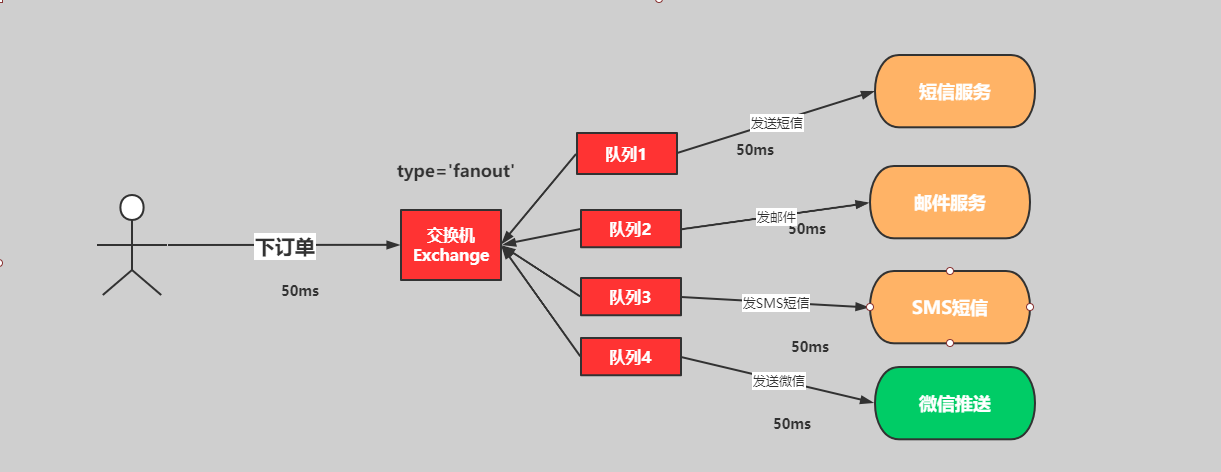 短信服务
发送短信
50ms
队列1
type='fanout'
邮件服务
发邮件
50ms
队列2
交换机
Exchange
下订单
50ms
队列3
发SMS短信
SMS短信
50ms
队列4
发送微信
微信推送
50ms